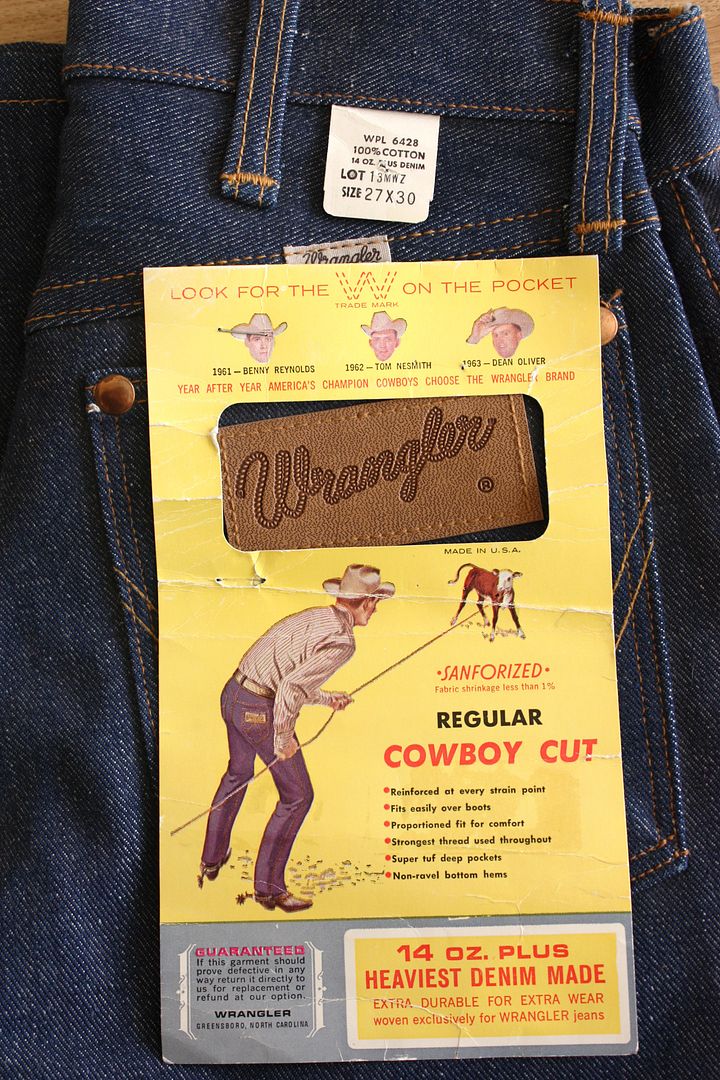 WPL 6428
100% COTTON
14 OZ. PLUS DENIM
LOT 13MWZ
SIZE 27X30
Wrangler
LOOK FOR THE W ON THE POCKET
TRADE MARK
1961—BENNY REYNOLDS 1962—TOM NESMITH 1963—DEAN OLIVER
YEAR AFTER YEAR AMERICA'S CHAMPION COWBOYS CHOOSE THE WRANGLER BRAND
Wrangler
®
MADE IN U.S.A.
•SANFORIZED•
Fabric shrinkage less than 1%
REGULAR
COWBOY CUT
•Reinforced at every strain point
•Fits easily over boots
•Proportioned fit for comfort
•Strongest thread used throughout
•Super tuf deep pockets
•Non-ravel bottom hems
GUARANTEED
If this garment should
prove defective in any
way return it directly to
us for replacement or
refund at our option.
WRANGLER
GREENSBORO, NORTH CAROLINA
14 OZ. PLUS
HEAVIEST DENIM MADE
EXTRA DURABLE FOR EXTRA WEAR
woven exclusively for WRANGLER jeans